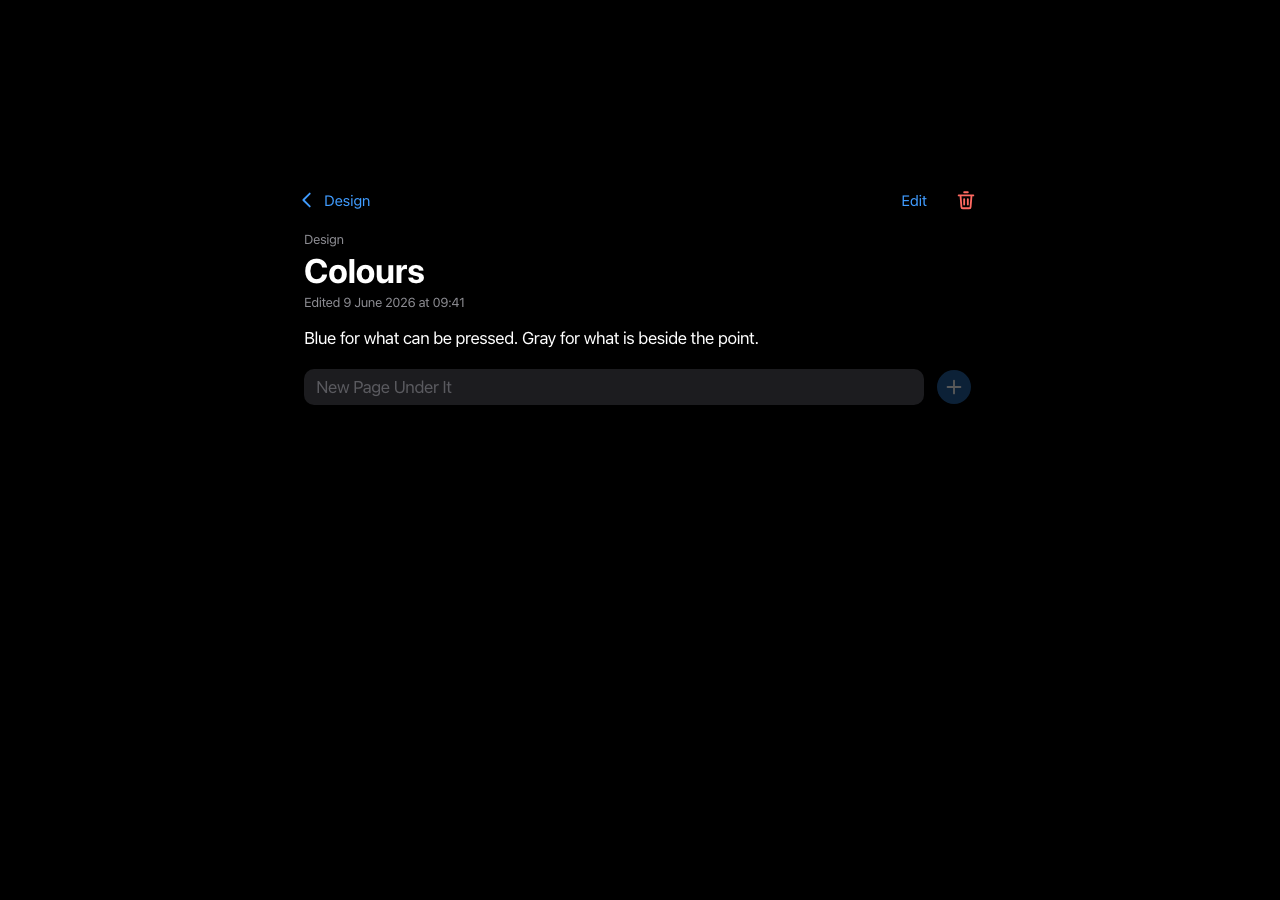 Design
Edit
Design
Colours
Edited 9 June 2026 at 09:41
Blue for what can be pressed. Gray for what is beside the point.
New Page Under It